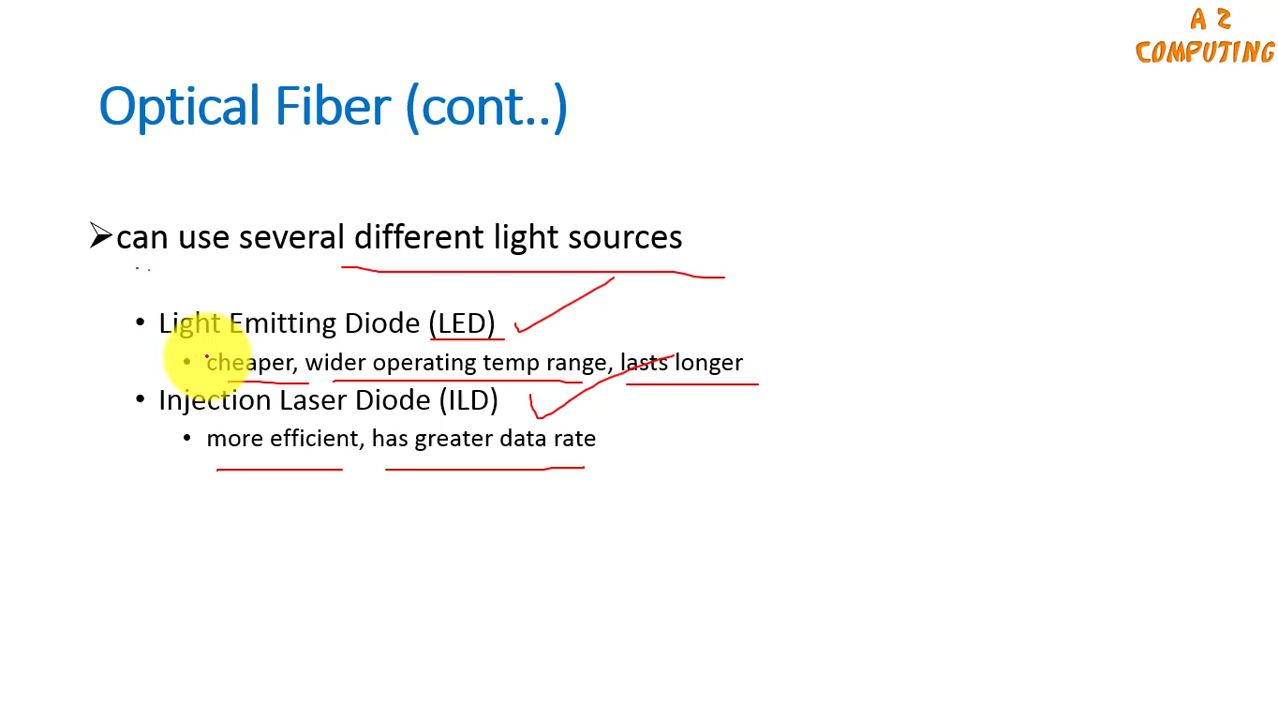 A Z
COMPUTING
Optical Fiber (cont..)
➢can use several different light sources
• Light Emitting Diode (LED)
• cheaper, wider operating temp range, lasts longer
• Injection Laser Diode (ILD)
• more efficient, has greater data rate